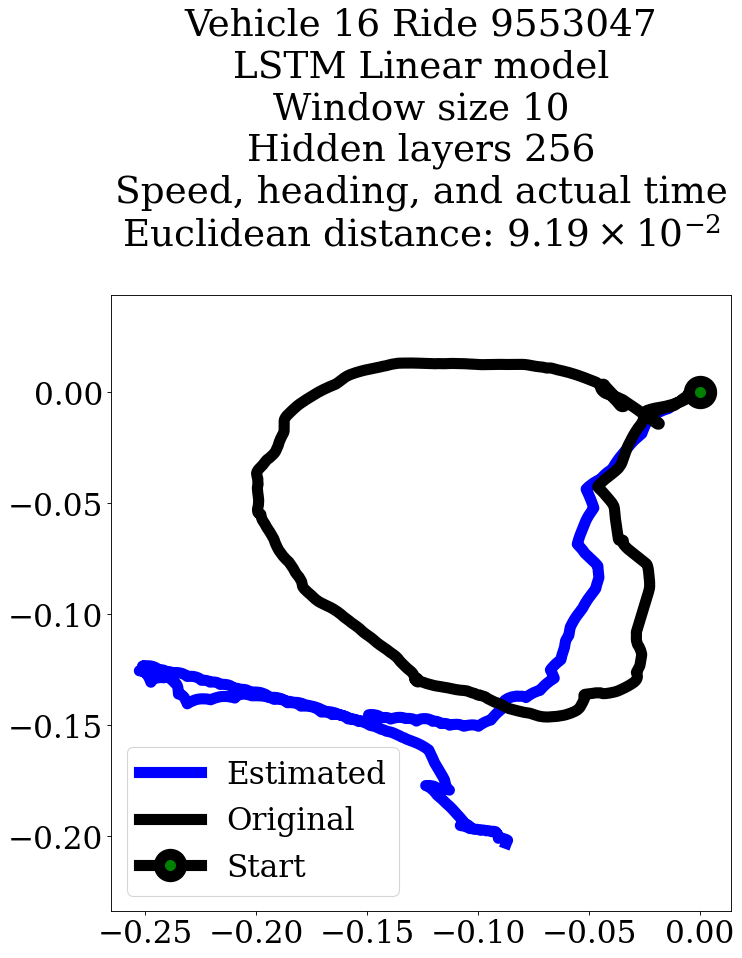 Vehicle 16 Ride 9553047
LSTM Linear model
Window size 10
Hidden layers 256
Speed, heading, and actual time
Euclidean distance: 9.19 × 10⁻²
0.00
−0.05
−0.10
−0.15
−0.20
Estimated
Original
Start
−0.25 −0.20 −0.15 −0.10 −0.05 0.00